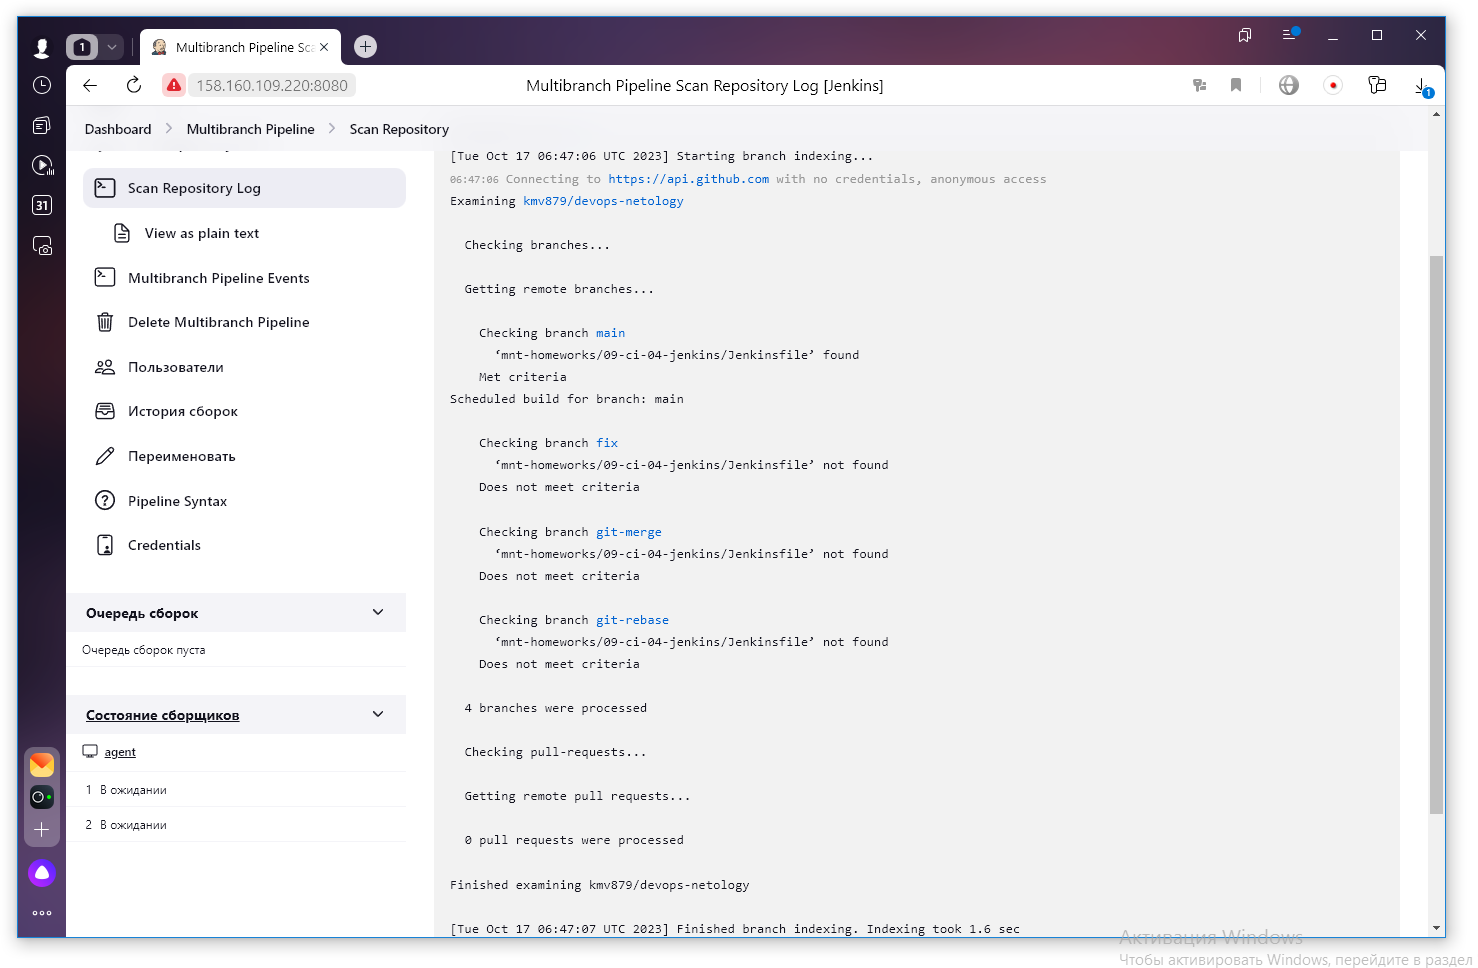 1
Multibranch Pipeline Sca
158.160.109.220:8080
Multibranch Pipeline Scan Repository Log [Jenkins]
1
Dashboard
Multibranch Pipeline
Scan Repository
31
Scan Repository Log
View as plain text
Multibranch Pipeline Events
Delete Multibranch Pipeline
Пользователи
История сборок
Переименовать
Pipeline Syntax
Credentials
Очередь сборок
Очередь сборок пуста
Состояние сборщиков
agent
1 В ожидании
2 В ожидании
[Tue Oct 17 06:47:06 UTC 2023] Starting branch indexing...
06:47:06 Connecting to https://api.github.com with no credentials, anonymous access
Examining kmv879/devops-netology
Checking branches...
Getting remote branches...
Checking branch main
‘mnt-homeworks/09-ci-04-jenkins/Jenkinsfile’ found
Met criteria
Scheduled build for branch: main
Checking branch fix
‘mnt-homeworks/09-ci-04-jenkins/Jenkinsfile’ not found
Does not meet criteria
Checking branch git-merge
‘mnt-homeworks/09-ci-04-jenkins/Jenkinsfile’ not found
Does not meet criteria
Checking branch git-rebase
‘mnt-homeworks/09-ci-04-jenkins/Jenkinsfile’ not found
Does not meet criteria
4 branches were processed
Checking pull-requests...
Getting remote pull requests...
0 pull requests were processed
Finished examining kmv879/devops-netology
[Tue Oct 17 06:47:07 UTC 2023] Finished branch indexing. Indexing took 1.6 sec
Активация Windows
Чтобы активировать Windows, перейдите в раздел